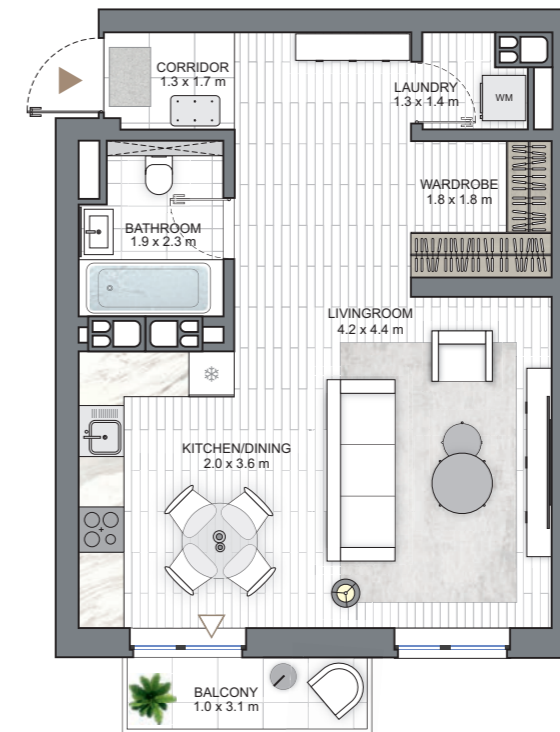 CORRIDOR
1.3 x 1.7 m
LAUNDRY
1.3 x 1.4 m
WM
WARDROBE
1.8 x 1.8 m
BATHROOM
1.9 x 2.3 m
LIVINGROOM
4.2 x 4.4 m
KITCHEN/DINING
2.0 x 3.6 m
BALCONY
1.0 x 3.1 m